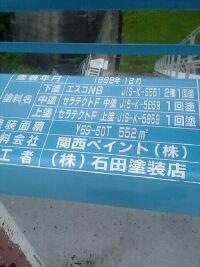 塗装年月 1999年12月
下塗 エスコNB JIS-K-5551 2種1回塗
塗料名 中塗 セラテクトF 中塗 JIS-K-5659 1回塗
上塗 セラテクトF 上塗 JIS-K-5659 1回塗
塗装面積 Y69-50T 552㎡
料会社 関西ペイント(株)
工者 (株)石田塗装店